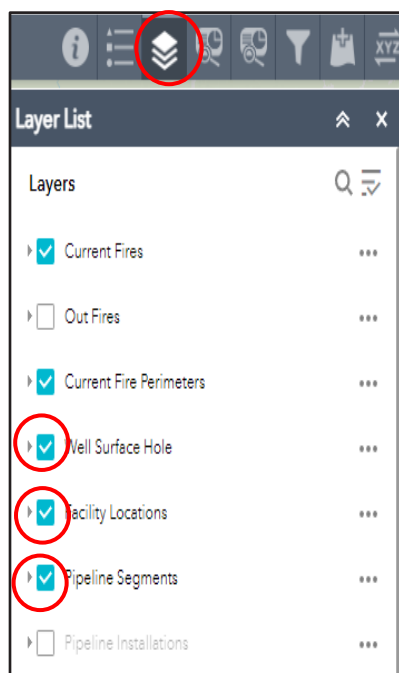 XYZ
Layer List
Layers
Current Fires
Out Fires
Current Fire Perimeters
Well Surface Hole
Facility Locations
Pipeline Segments
Pipeline Installations